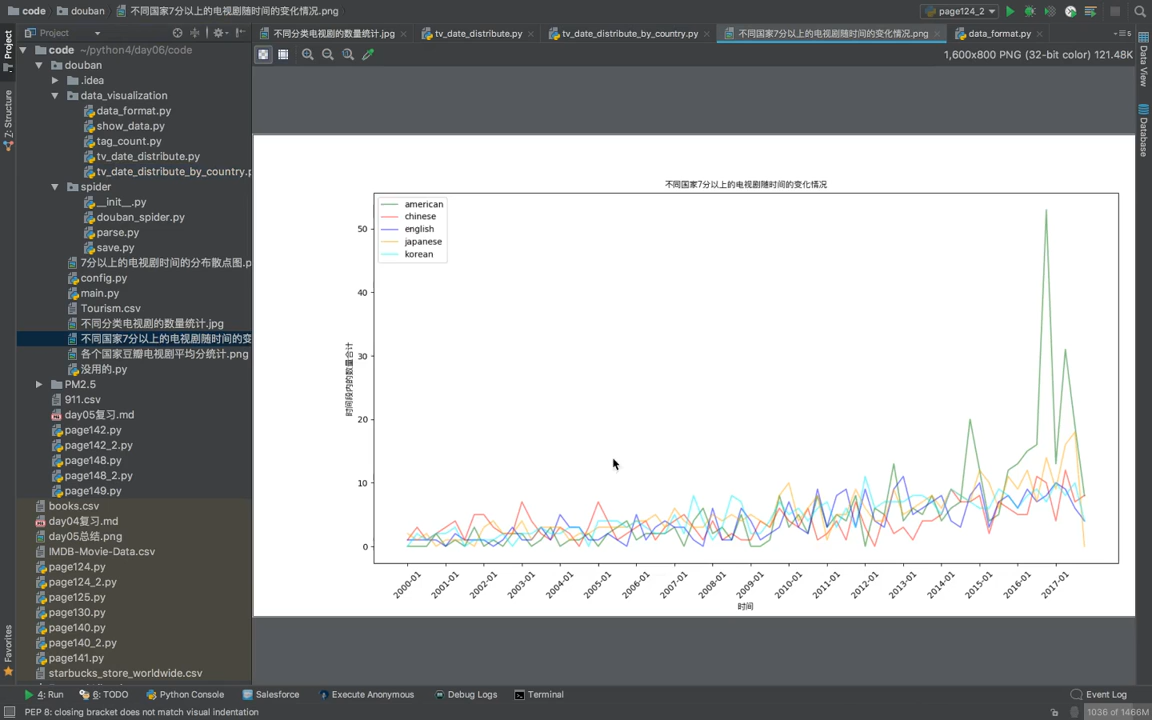 code
douban
不同国家7分以上的电视剧随时间的变化情况.png
page124_2
Project
code ~/python4/day06/code
douban
.idea
data_visualization
data_format.py
show_data.py
tag_count.py
tv_date_distribute.py
tv_date_distribute_by_country.p
spider
__init__.py
douban_spider.py
parse.py
save.py
7分以上的电视剧时间的分布散点图.p
config.py
main.py
Tourism.csv
不同分类电视剧的数量统计.jpg
不同国家7分以上的电视剧随时间的变
各个国家豆瓣电视剧平均分统计.png
没用的.py
PM2.5
911.csv
day05复习.md
page142.py
page142_2.py
page148.py
page148_2.py
page149.py
books.csv
day04复习.md
day05总结.png
IMDB-Movie-Data.csv
page124.py
page124_2.py
page125.py
page130.py
page140.py
page140_2.py
page141.py
starbucks_store_worldwide.csv
Project
Z: Structure
Favorites
不同分类电视剧的数量统计.jpg
tv_date_distribute.py
tv_date_distribute_by_country.py
不同国家7分以上的电视剧随时间的变化情况.png
data_format.py
1,600x800 PNG (32-bit color) 121.48K
不同国家7分以上的电视剧随时间的变化情况
american
chinese
english
japanese
korean
时间段内的数量合计
50
40
30
20
10
0
2000-01
2001-01
2002-01
2003-01
2004-01
2005-01
2006-01
2007-01
2008-01
2009-01
2010-01
2011-01
2012-01
2013-01
2014-01
2015-01
2016-01
2017-01
时间
Data View
Database
4: Run
6: TODO
Python Console
Salesforce
Execute Anonymous
Debug Logs
Terminal
Event Log
PEP 8: closing bracket does not match visual indentation
1036 of 1466M